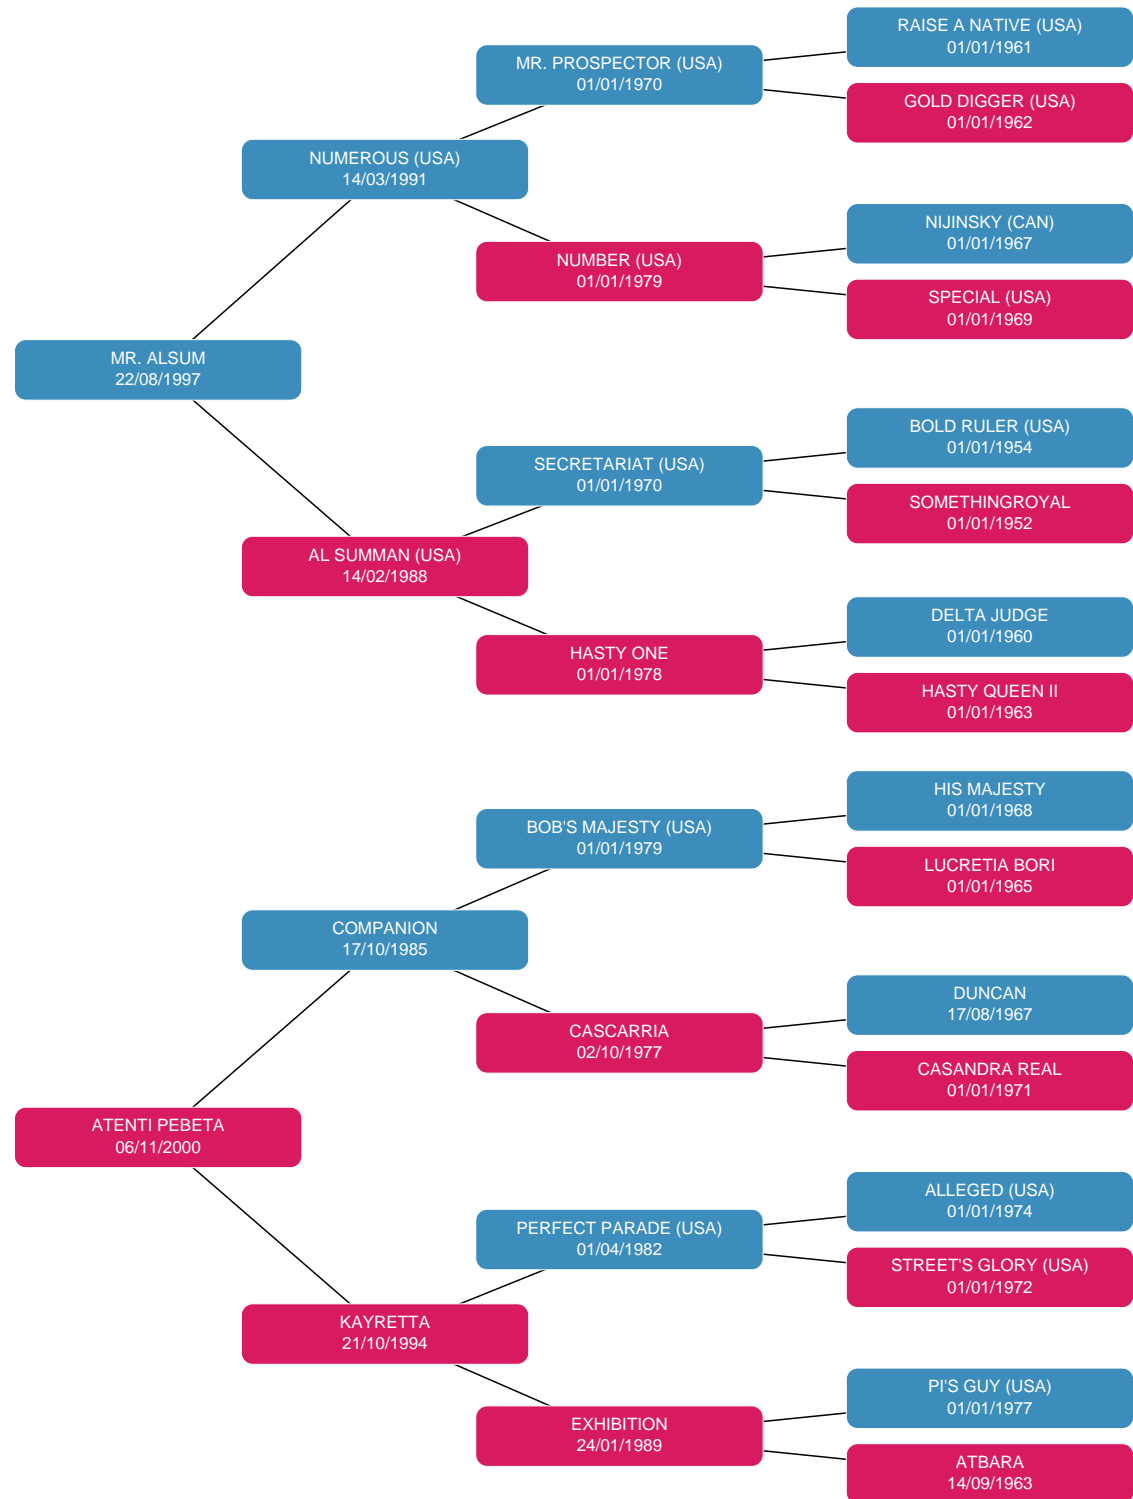 RAISE A NATIVE (USA)
01/01/1961
MR. PROSPECTOR (USA)
01/01/1970
GOLD DIGGER (USA)
01/01/1962
NUMEROUS (USA)
14/03/1991
NIJINSKY (CAN)
01/01/1967
NUMBER (USA)
01/01/1979
SPECIAL (USA)
01/01/1969
MR. ALSUM
22/08/1997
BOLD RULER (USA)
01/01/1954
SECRETARIAT (USA)
01/01/1970
SOMETHINGROYAL
01/01/1952
AL SUMMAN (USA)
14/02/1988
DELTA JUDGE
01/01/1960
HASTY ONE
01/01/1978
HASTY QUEEN II
01/01/1963
HIS MAJESTY
01/01/1968
BOB'S MAJESTY (USA)
01/01/1979
LUCRETIA BORI
01/01/1965
COMPANION
17/10/1985
DUNCAN
17/08/1967
CASCARRIA
02/10/1977
CASANDRA REAL
01/01/1971
ATENTI PEBETA
06/11/2000
ALLEGED (USA)
01/01/1974
PERFECT PARADE (USA)
01/04/1982
STREET'S GLORY (USA)
01/01/1972
KAYRETTA
21/10/1994
PI'S GUY (USA)
01/01/1977
EXHIBITION
24/01/1989
ATBARA
14/09/1963